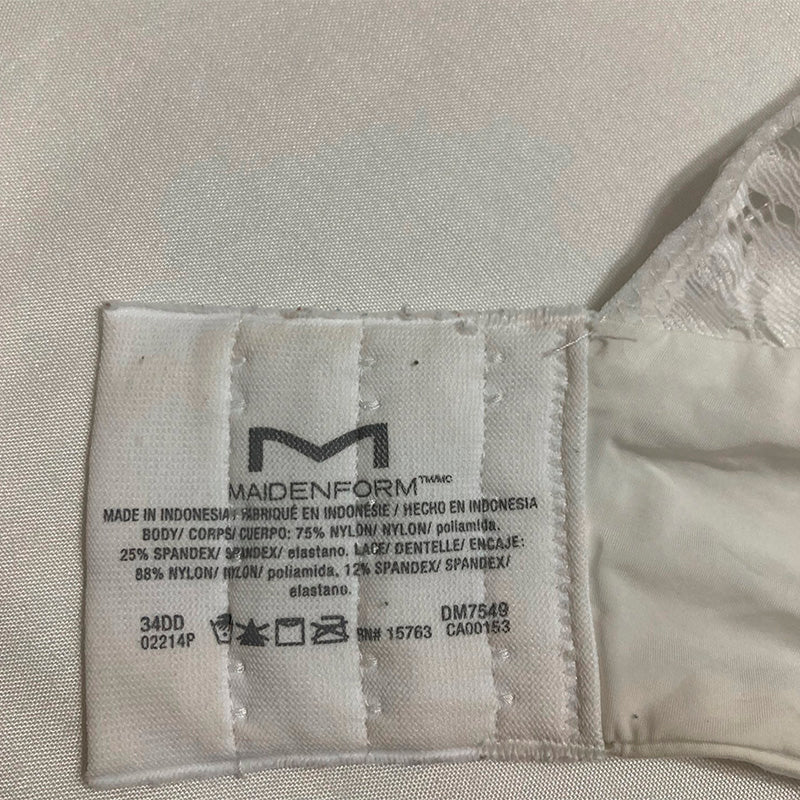 MAIDENFORM™/MC
MADE IN INDONESIA / FABRIQUÉ EN INDONÉSIE / HECHO EN INDONESIA
BODY/ CORPS/ CUERPO: 75% NYLON/ NYLON/ poliamida,
25% SPANDEX/ SPANDEX/ elastano. LACE/ DENTELLE/ ENCAJE:
88% NYLON/ NYLON/ poliamida, 12% SPANDEX/ SPANDEX/
elastano.
34DD DM7549
02214P RN# 15763 CA00153